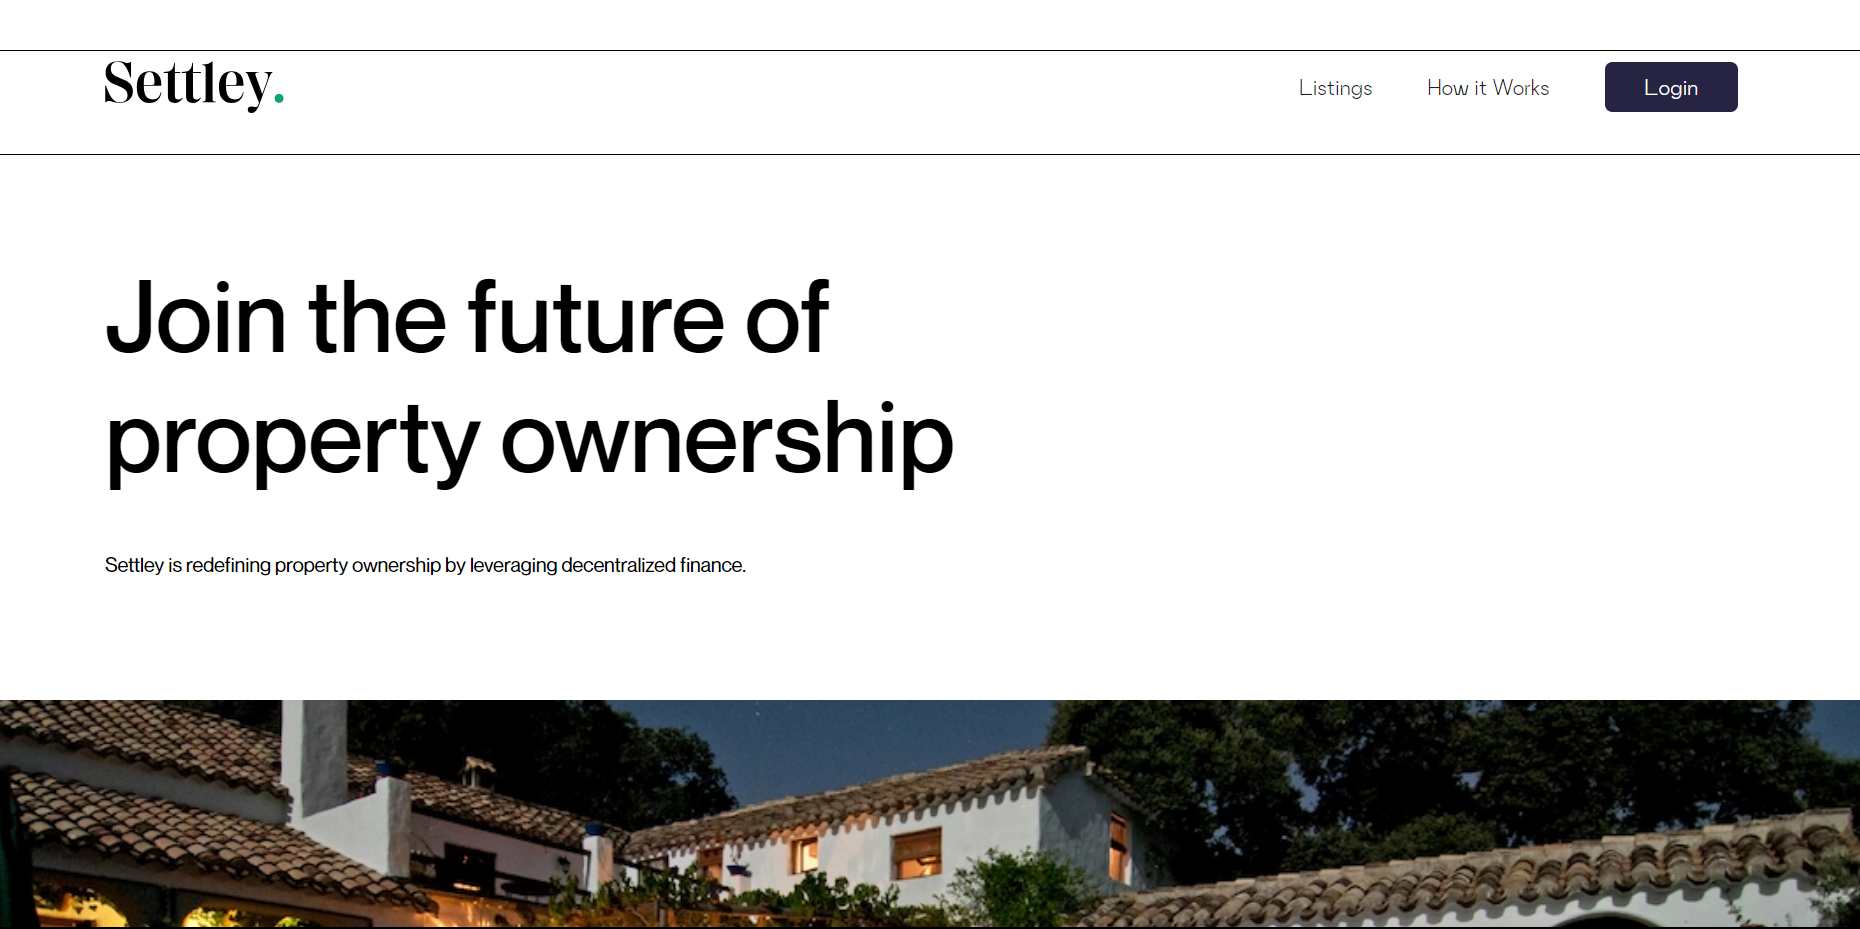 Settley.
Listings
How it Works
Login
Join the future of
property ownership
Settley is redefining property ownership by leveraging decentralized finance.